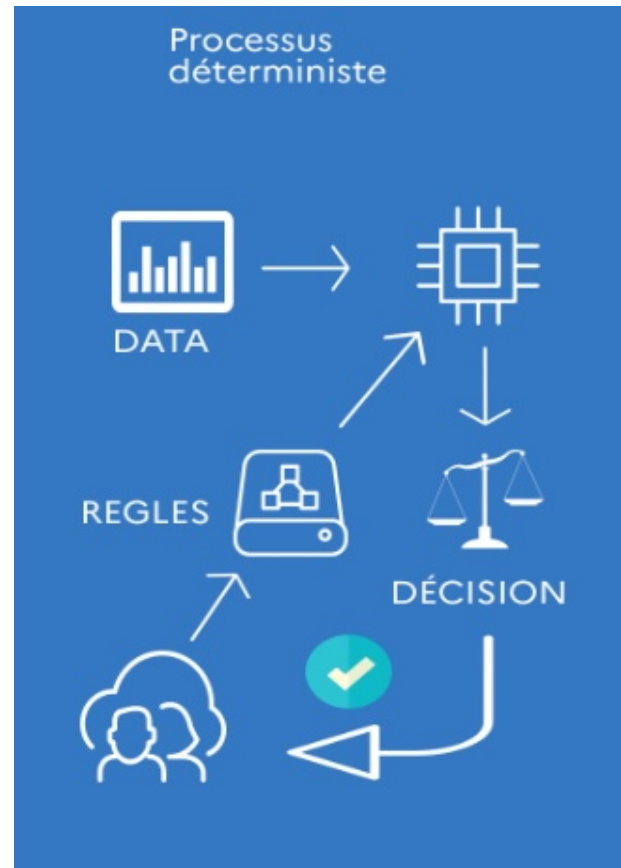 Processus
déterministe
DATA
REGLES
DÉCISION